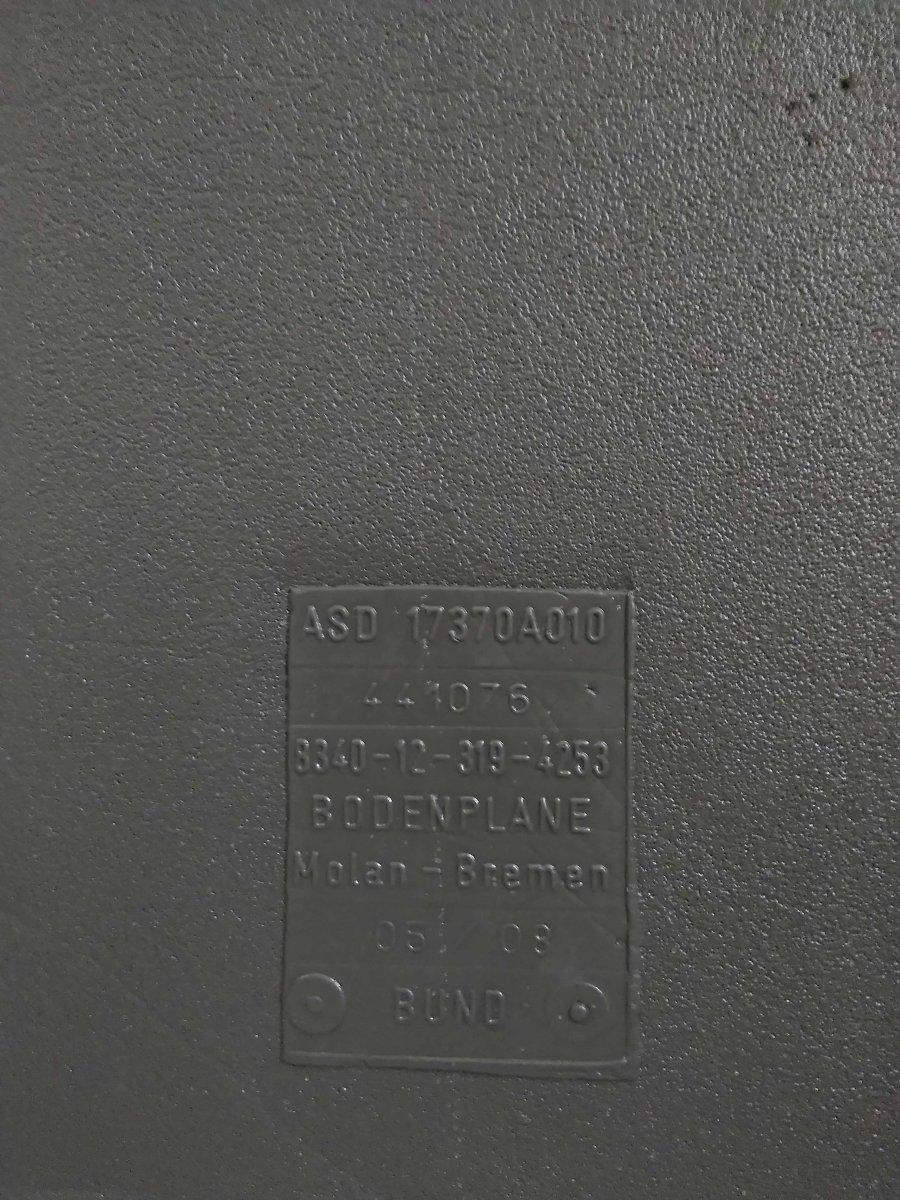 ASD 17370A010
441076
8340-12-319-4253
BODENPLANE
Molan - Bremen
05 / 08
BUND